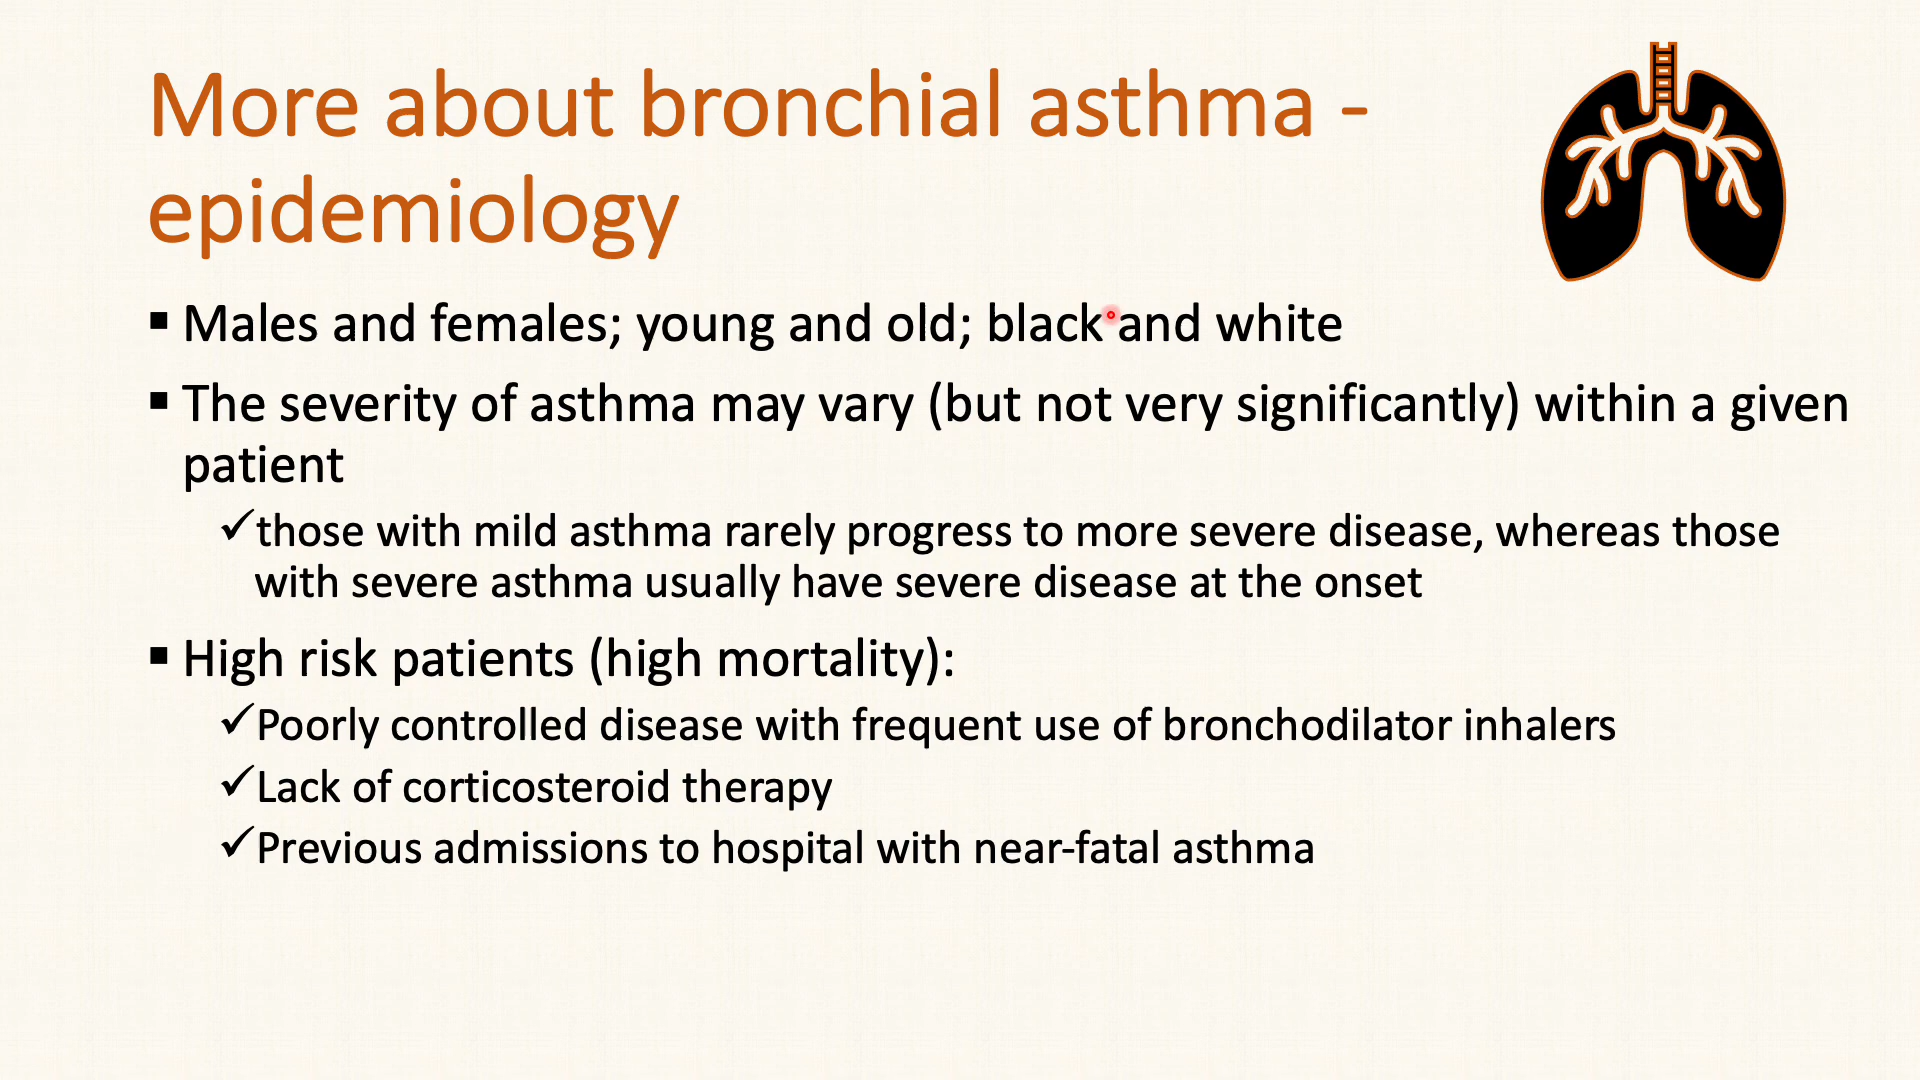 More about bronchial asthma -
epidemiology
▪ Males and females; young and old; black and white
▪ The severity of asthma may vary (but not very significantly) within a given
patient
✓those with mild asthma rarely progress to more severe disease, whereas those
with severe asthma usually have severe disease at the onset
▪ High risk patients (high mortality):
✓Poorly controlled disease with frequent use of bronchodilator inhalers
✓Lack of corticosteroid therapy
✓Previous admissions to hospital with near-fatal asthma